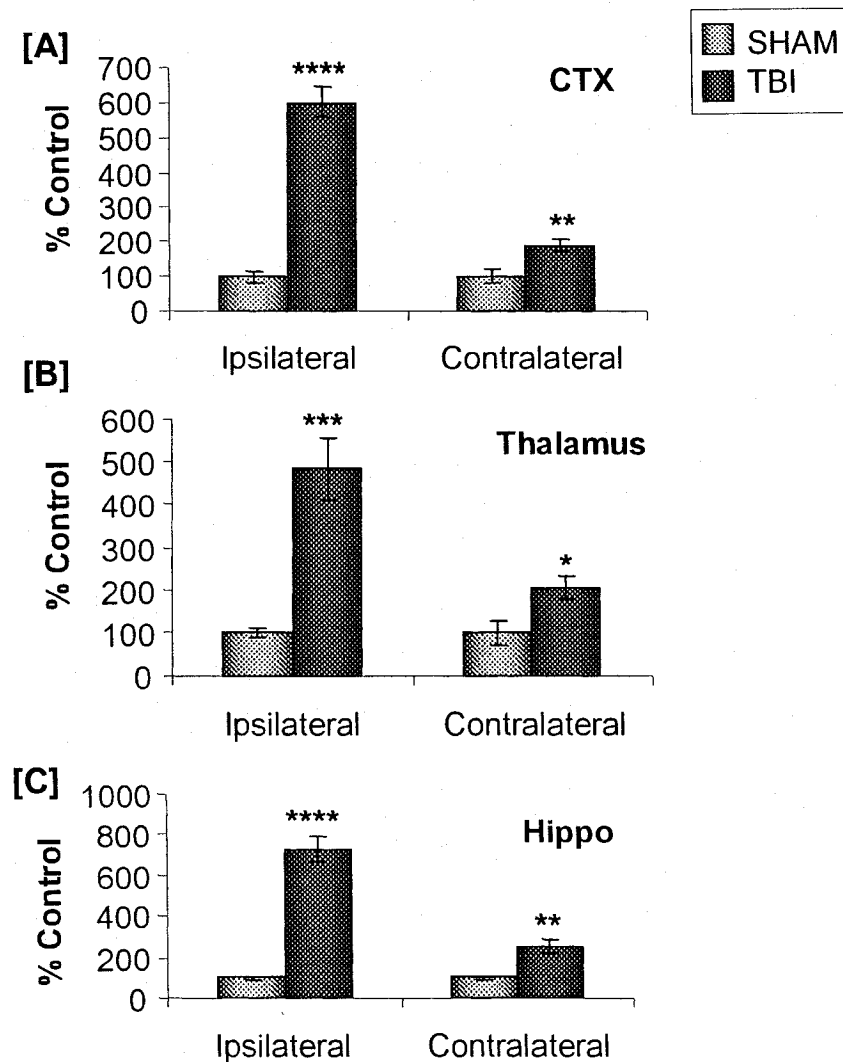 SHAM
TBI
[A]
CTX
% Control
700
600
500
400
300
200
100
0
****
**
Ipsilateral
Contralateral
[B]
Thalamus
% Control
600
500
400
300
200
100
0
***
*
Ipsilateral
Contralateral
[C]
Hippo
% Control
1000
800
600
400
200
0
****
**
Ipsilateral
Contralateral